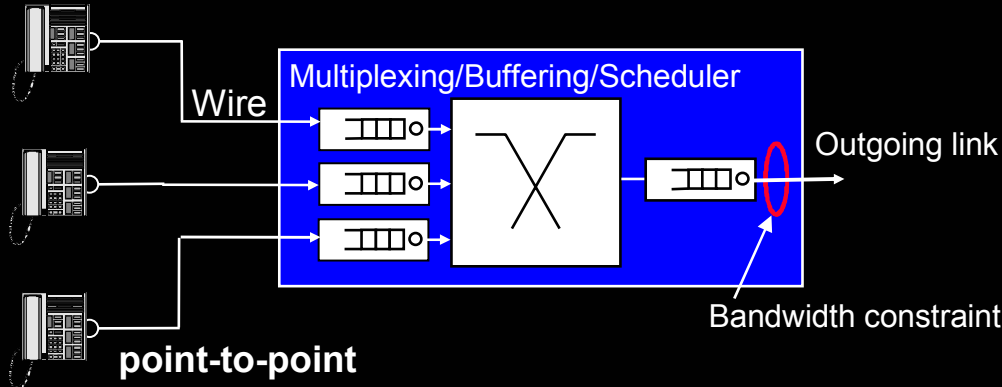 Multiplexing/Buffering/Scheduler
Wire
Outgoing link
Bandwidth constraint
point-to-point